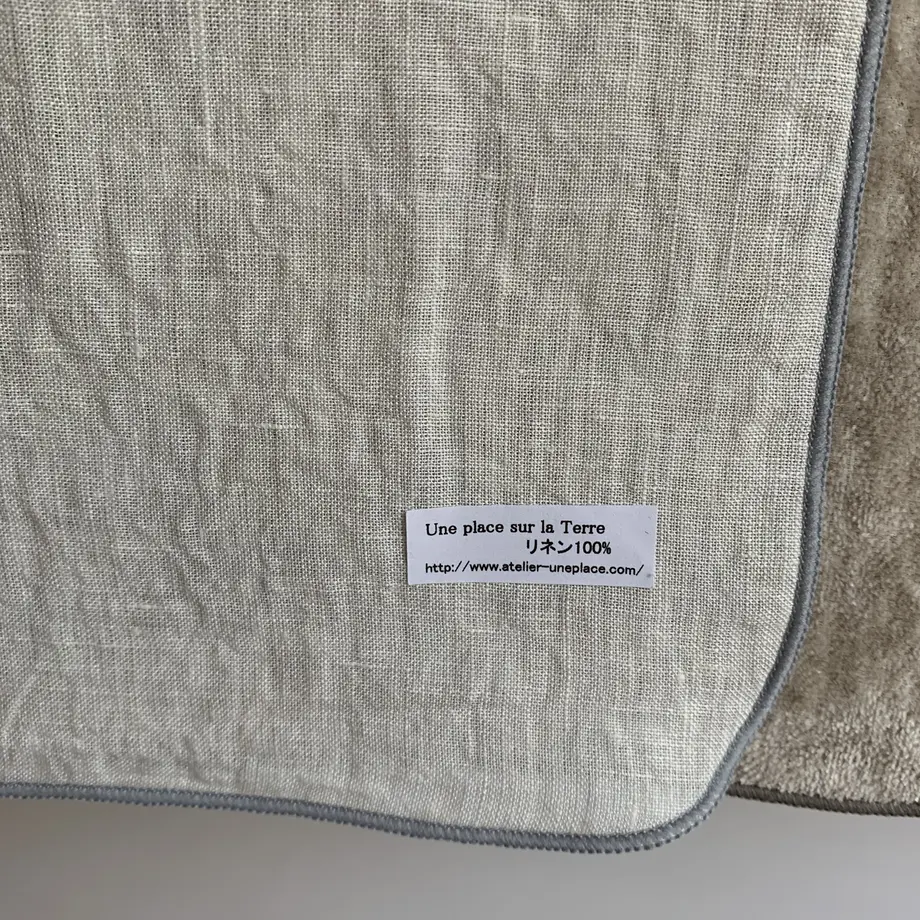 Une place sur la Terre
リネン100%
http://www.atelier-uneplace.com/